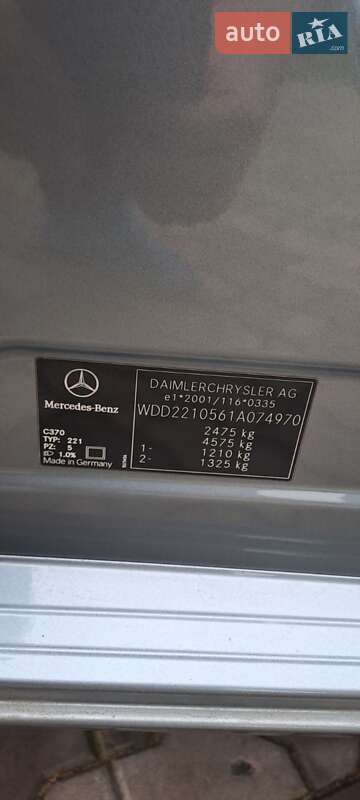 auto RIA.com
Mercedes-Benz
DAIMLERCHRYSLER AG
e1*2001/116*0335
WDD2210561A074970
2475 kg
4575 kg
1- 1210 kg
2- 1325 kg
C370
TYP: 221
PZ: 5
1.0%
Made in Germany